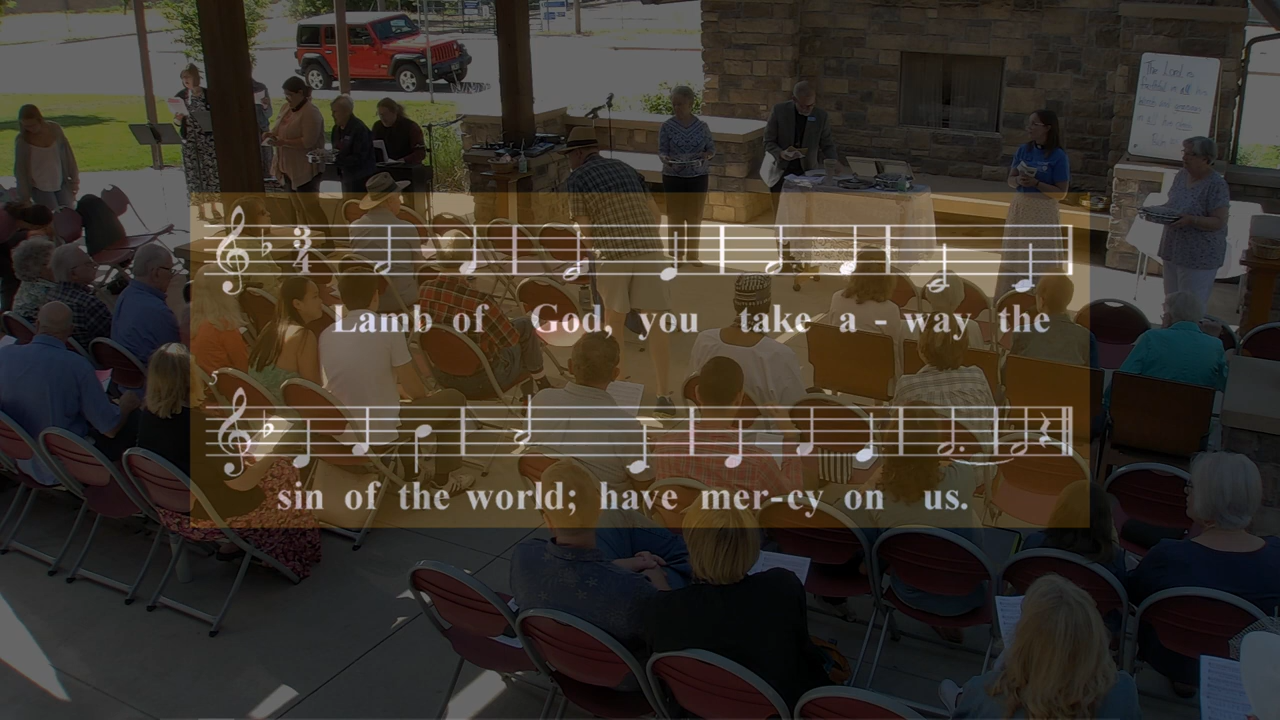 The Lord is
faithful in all
Lamb of God, you take a - way the
sin of the world; have mer-cy on us.